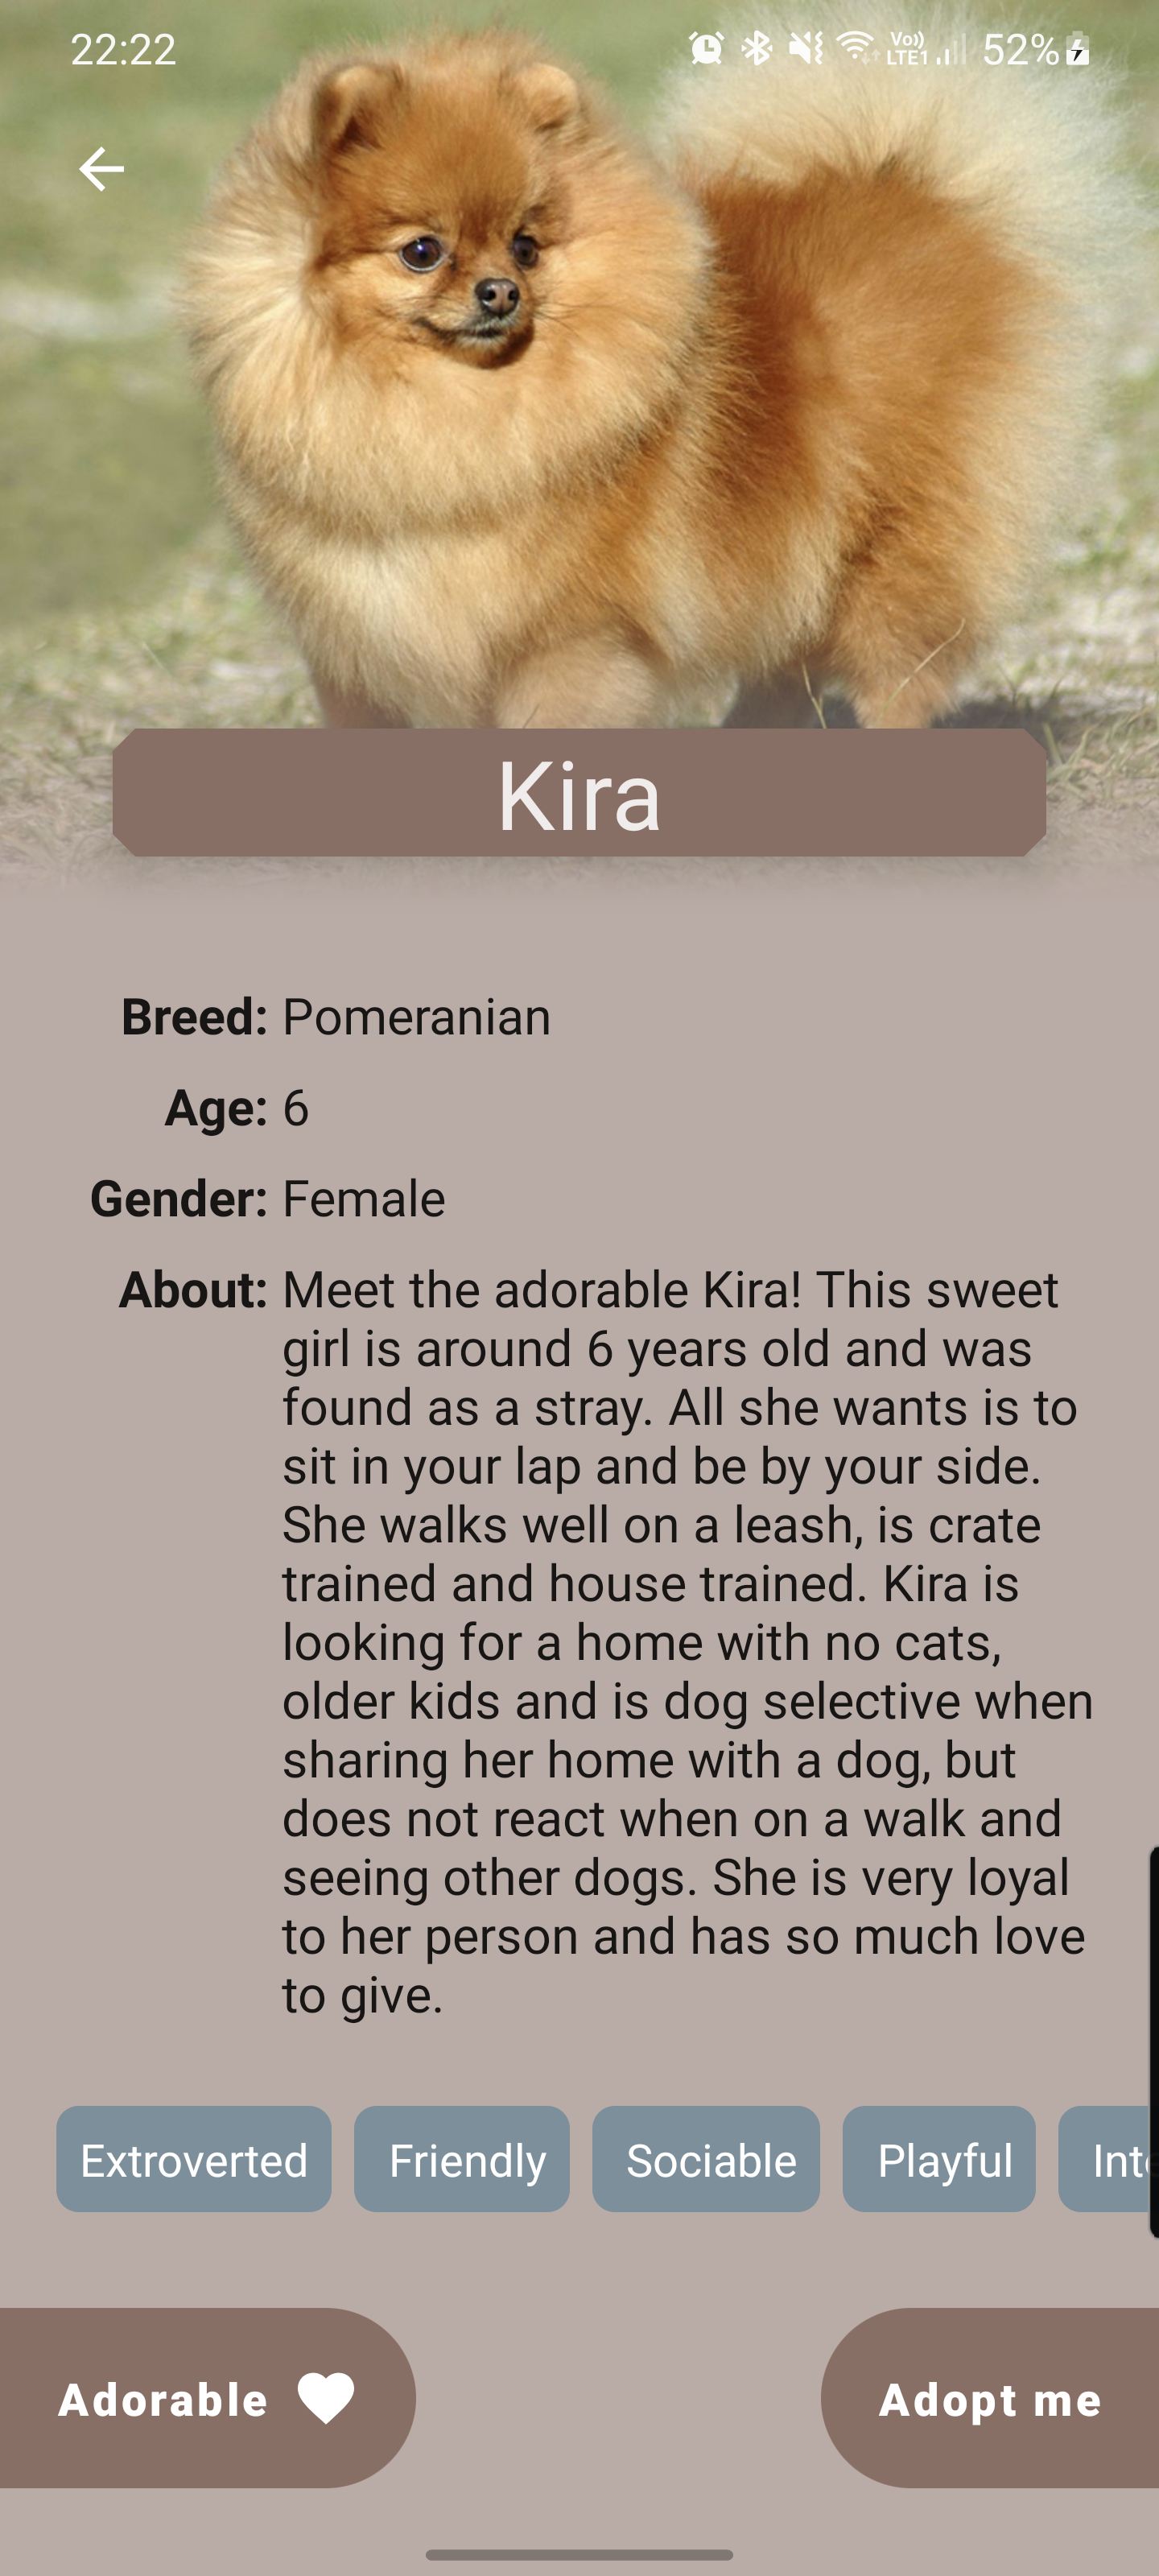 22:22
Vo)) LTE1 52%
Kira
Breed: Pomeranian
Age: 6
Gender: Female
About: Meet the adorable Kira! This sweet
girl is around 6 years old and was
found as a stray. All she wants is to
sit in your lap and be by your side.
She walks well on a leash, is crate
trained and house trained. Kira is
looking for a home with no cats,
older kids and is dog selective when
sharing her home with a dog, but
does not react when on a walk and
seeing other dogs. She is very loyal
to her person and has so much love
to give.
Extroverted Friendly Sociable Playful
Adorable Adopt me